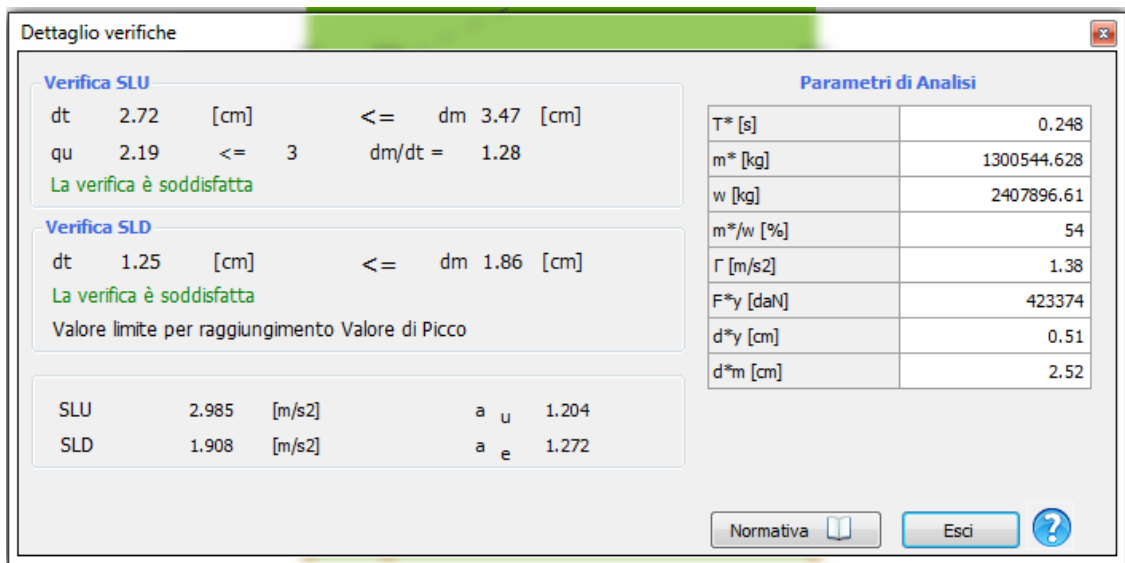 Dettaglio verifiche
Verifica SLU
dt 2.72 [cm] <= dm 3.47 [cm]
qu 2.19 <= 3 dm/dt = 1.28
La verifica è soddisfatta
Verifica SLD
dt 1.25 [cm] <= dm 1.86 [cm]
La verifica è soddisfatta
Valore limite per raggiungimento Valore di Picco
SLU 2.985 [m/s2] a u 1.204
SLD 1.908 [m/s2] a e 1.272
Parametri di Analisi
T* [s] 0.248
m* [kg] 1300544.628
w [kg] 2407896.61
m*/w [%] 54
Γ [m/s2] 1.38
F*y [daN] 423374
d*y [cm] 0.51
d*m [cm] 2.52
Normativa Esci ?